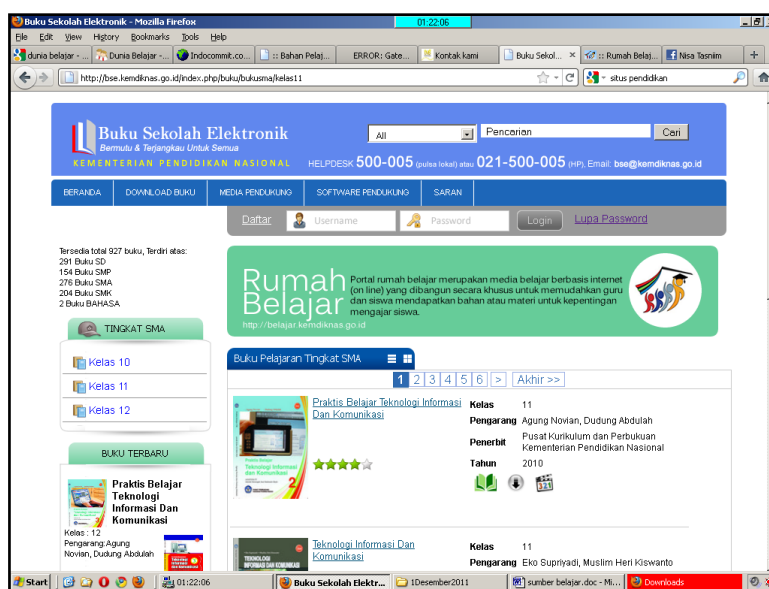 Buku Sekolah Elektronik - Mozilla Firefox
01:22:06
File Edit View History Bookmarks Tools Help
dunia belajar - ...
Dunia Belajar -...
Indocommit.co...
:: Bahan Pelaj...
ERROR: Gate...
Kontak kami
Buku Sekol...
:: Rumah Belaj...
Nisa Tasniim
http://bse.kemdiknas.go.id/index.php/buku/bukusma/kelas11
situs pendidikan
Buku Sekolah Elektronik
Bermutu & Terjangkau Untuk Semua
KEMENTERIAN PENDIDIKAN NASIONAL
All
Pencarian
Cari
HELPDESK 500-005 (pulsa lokal) atau 021-500-005 (HP), Email: bse@kemdiknas.go.id
BERANDA DOWNLOAD BUKU MEDIA PENDUKUNG SOFTWARE PENDUKUNG SARAN
Daftar Username Password Login Lupa Password
Tersedia total 927 buku, Terdiri atas:
291 Buku SD
154 Buku SMP
276 Buku SMA
204 Buku SMK
2 Buku BAHASA
TINGKAT SMA
Kelas 10
Kelas 11
Kelas 12
BUKU TERBARU
Praktis Belajar
Teknologi
Informasi Dan
Komunikasi
Kelas : 12
Pengarang:Agung
Novian, Dudung Abdulah
Rumah
Belajar
http://belajar.kemdiknas.go.id
Portal rumah belajar merupakan media belajar berbasis internet
(on line) yang dibangun secara khusus untuk memudahkan guru
dan siswa mendapatkan bahan atau materi untuk kepentingan
mengajar siswa.
Buku Pelajaran Tingkat SMA
1 2 3 4 5 6 > Akhir >>
Praktis Belajar Teknologi Informasi
Dan Komunikasi
Kelas 11
Pengarang Agung Novian, Dudung Abdulah
Penerbit Pusat Kurikulum dan Perbukuan
Kementerian Pendidikan Nasional
Tahun 2010
321
Teknologi Informasi
dan Komunikasi
2
Teknologi Informasi Dan
Komunikasi
Kelas 11
Pengarang Eko Supriyadi, Muslim Heri Kiswanto
TEKNOLOGI
INFORMASI DAN KOMUNIKASI
Start
01:22:06
Buku Sekolah Elektr...
1Desember2011
sumber belajar.doc - Mi...
Downloads